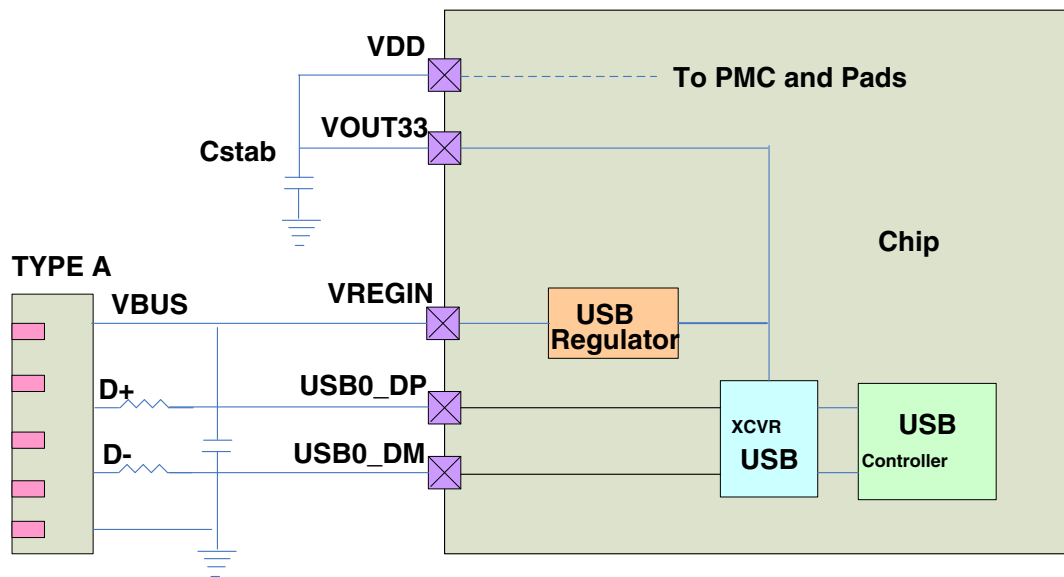 VDD
To PMC and Pads
VOUT33
Cstab
Chip
TYPE A
VBUS
VREGIN
USB
Regulator
D+
USB0_DP
XCVR
USB
USB
Controller
D-
USB0_DM